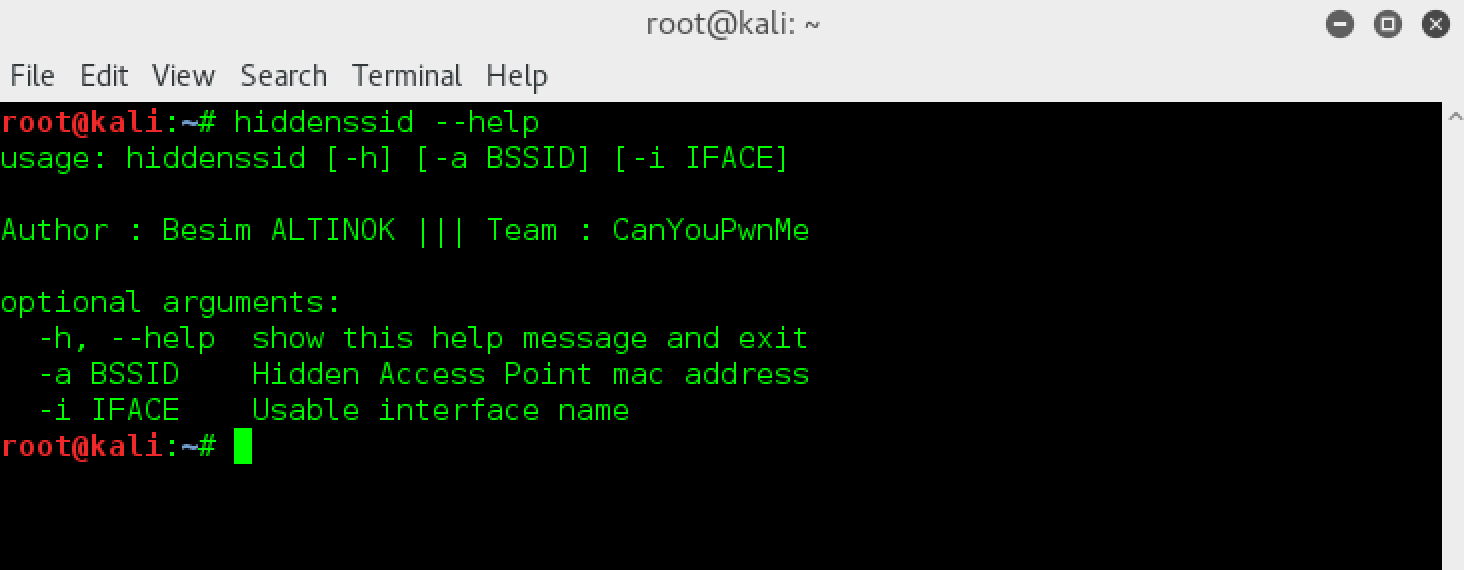 root@kali: ~
File Edit View Search Terminal Help
root@kali:~# hiddenssid --help
usage: hiddenssid [-h] [-a BSSID] [-i IFACE]
Author : Besim ALTINOK ||| Team : CanYouPwnMe
optional arguments:
  -h, --help  show this help message and exit
  -a BSSID    Hidden Access Point mac address
  -i IFACE    Usable interface name
root@kali:~#